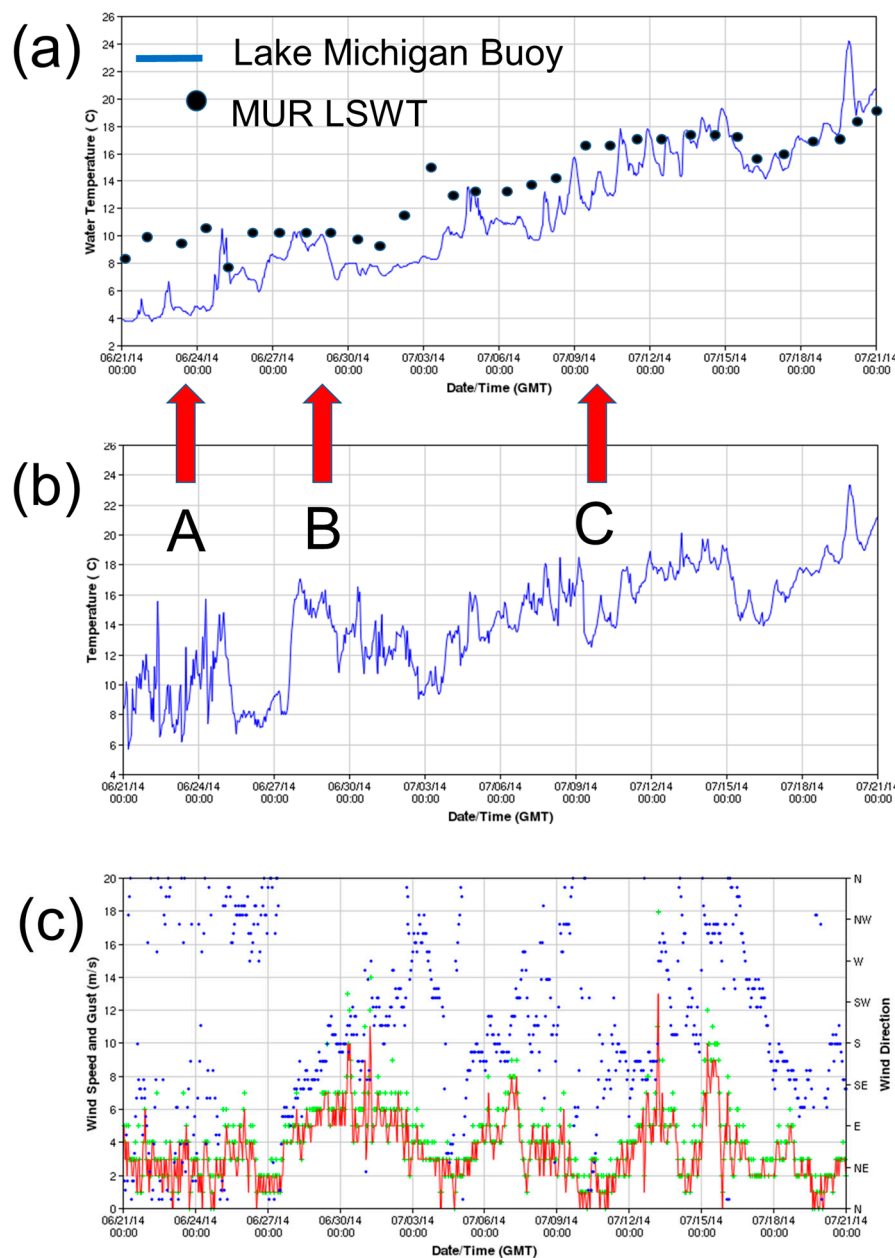 (a)
Lake Michigan Buoy
MUR LSWT
26
24
22
20
18
16
14
12
10
8
6
4
2
Water Temperature ( C)
06/21/14 06/24/14 06/27/14 06/30/14 07/03/14 07/06/14 07/09/14 07/12/14 07/15/14 07/18/14 07/21/14
00:00 00:00 00:00 00:00 00:00 00:00 00:00 00:00 00:00 00:00 00:00
Date/Time (GMT)
(b)
A B C
26
24
22
20
18
16
14
12
10
8
6
4
Temperature ( C)
06/21/14 06/24/14 06/27/14 06/30/14 07/03/14 07/06/14 07/09/14 07/12/14 07/15/14 07/18/14 07/21/14
00:00 00:00 00:00 00:00 00:00 00:00 00:00 00:00 00:00 00:00 00:00
Date/Time (GMT)
(c)
20 N
18 NW
16
W
14
12 SW
10 S
8
SE
6
E
4
2 NE
0 N
Wind Speed and Gust (m/s)
Wind Direction
06/21/14 06/24/14 06/27/14 06/30/14 07/03/14 07/06/14 07/09/14 07/12/14 07/15/14 07/18/14 07/21/14
00:00 00:00 00:00 00:00 00:00 00:00 00:00 00:00 00:00 00:00 00:00
Date/Time (GMT)